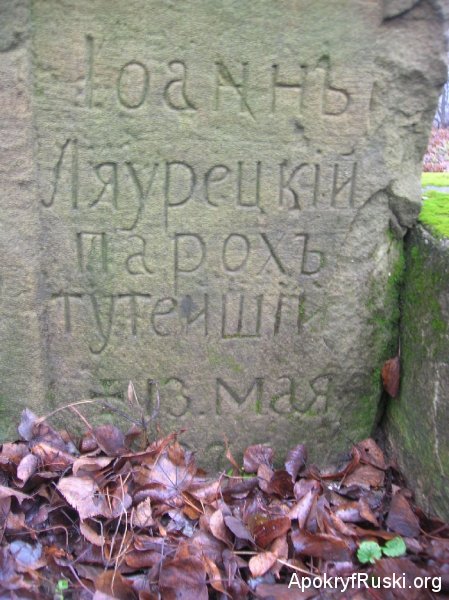 Іоаннъ
Ляурецкій
парохъ
тутейшій
13. мая
ApokryfRuski.org